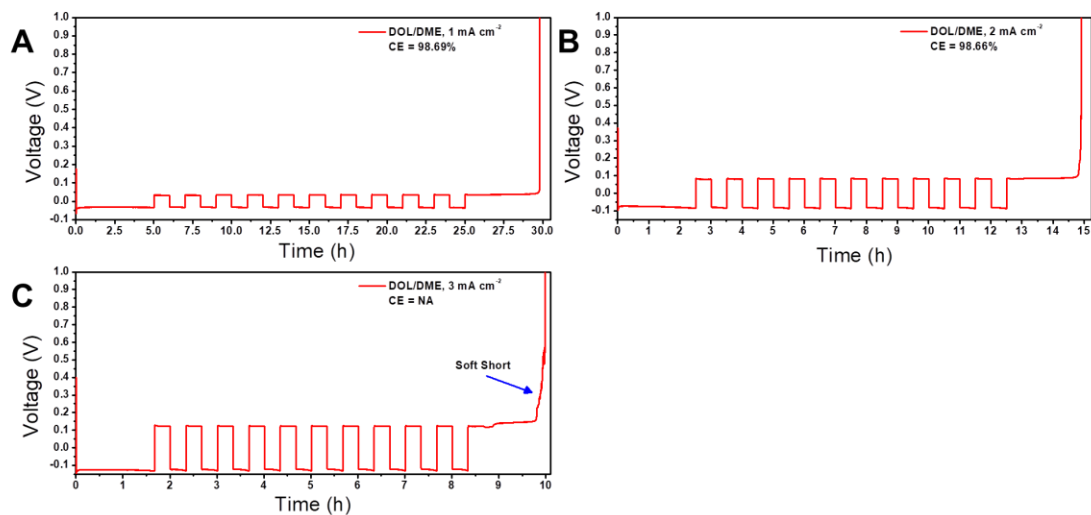 A
DOL/DME, 1 mA cm⁻²
CE = 98.69%
Voltage (V)
1.0
0.9
0.8
0.7
0.6
0.5
0.4
0.3
0.2
0.1
0.0
-0.1
0.0 2.5 5.0 7.5 10.0 12.5 15.0 17.5 20.0 22.5 25.0 27.5 30.0
Time (h)
B
DOL/DME, 2 mA cm⁻²
CE = 98.66%
Voltage (V)
1.0
0.9
0.8
0.7
0.6
0.5
0.4
0.3
0.2
0.1
0.0
-0.1
0 1 2 3 4 5 6 7 8 9 10 11 12 13 14 15
Time (h)
C
DOL/DME, 3 mA cm⁻²
CE = NA
Soft Short
Voltage (V)
1.0
0.9
0.8
0.7
0.6
0.5
0.4
0.3
0.2
0.1
0.0
-0.1
0 1 2 3 4 5 6 7 8 9 10
Time (h)